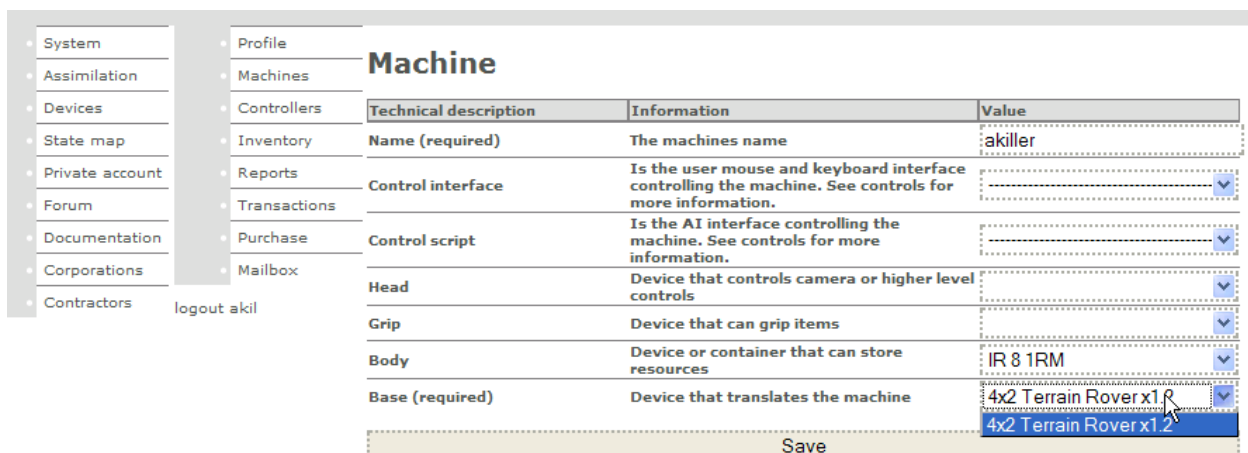 System
Assimilation
Devices
State map
Private account
Forum
Documentation
Corporations
Contractors
Profile
Machines
Controllers
Inventory
Reports
Transactions
Purchase
Mailbox
logout akil
Machine
Technical description Information Value
Name (required) The machines name akiller
Control interface Is the user mouse and keyboard interface
controlling the machine. See controls for
more information.
Control script Is the AI interface controlling the
machine. See controls for more
information.
Head Device that controls camera or higher level
controls
Grip Device that can grip items
Body Device or container that can store
resources IR 8 1RM
Base (required) Device that translates the machine 4x2 Terrain Rover x1.2
4x2 Terrain Rover x1.2
Save